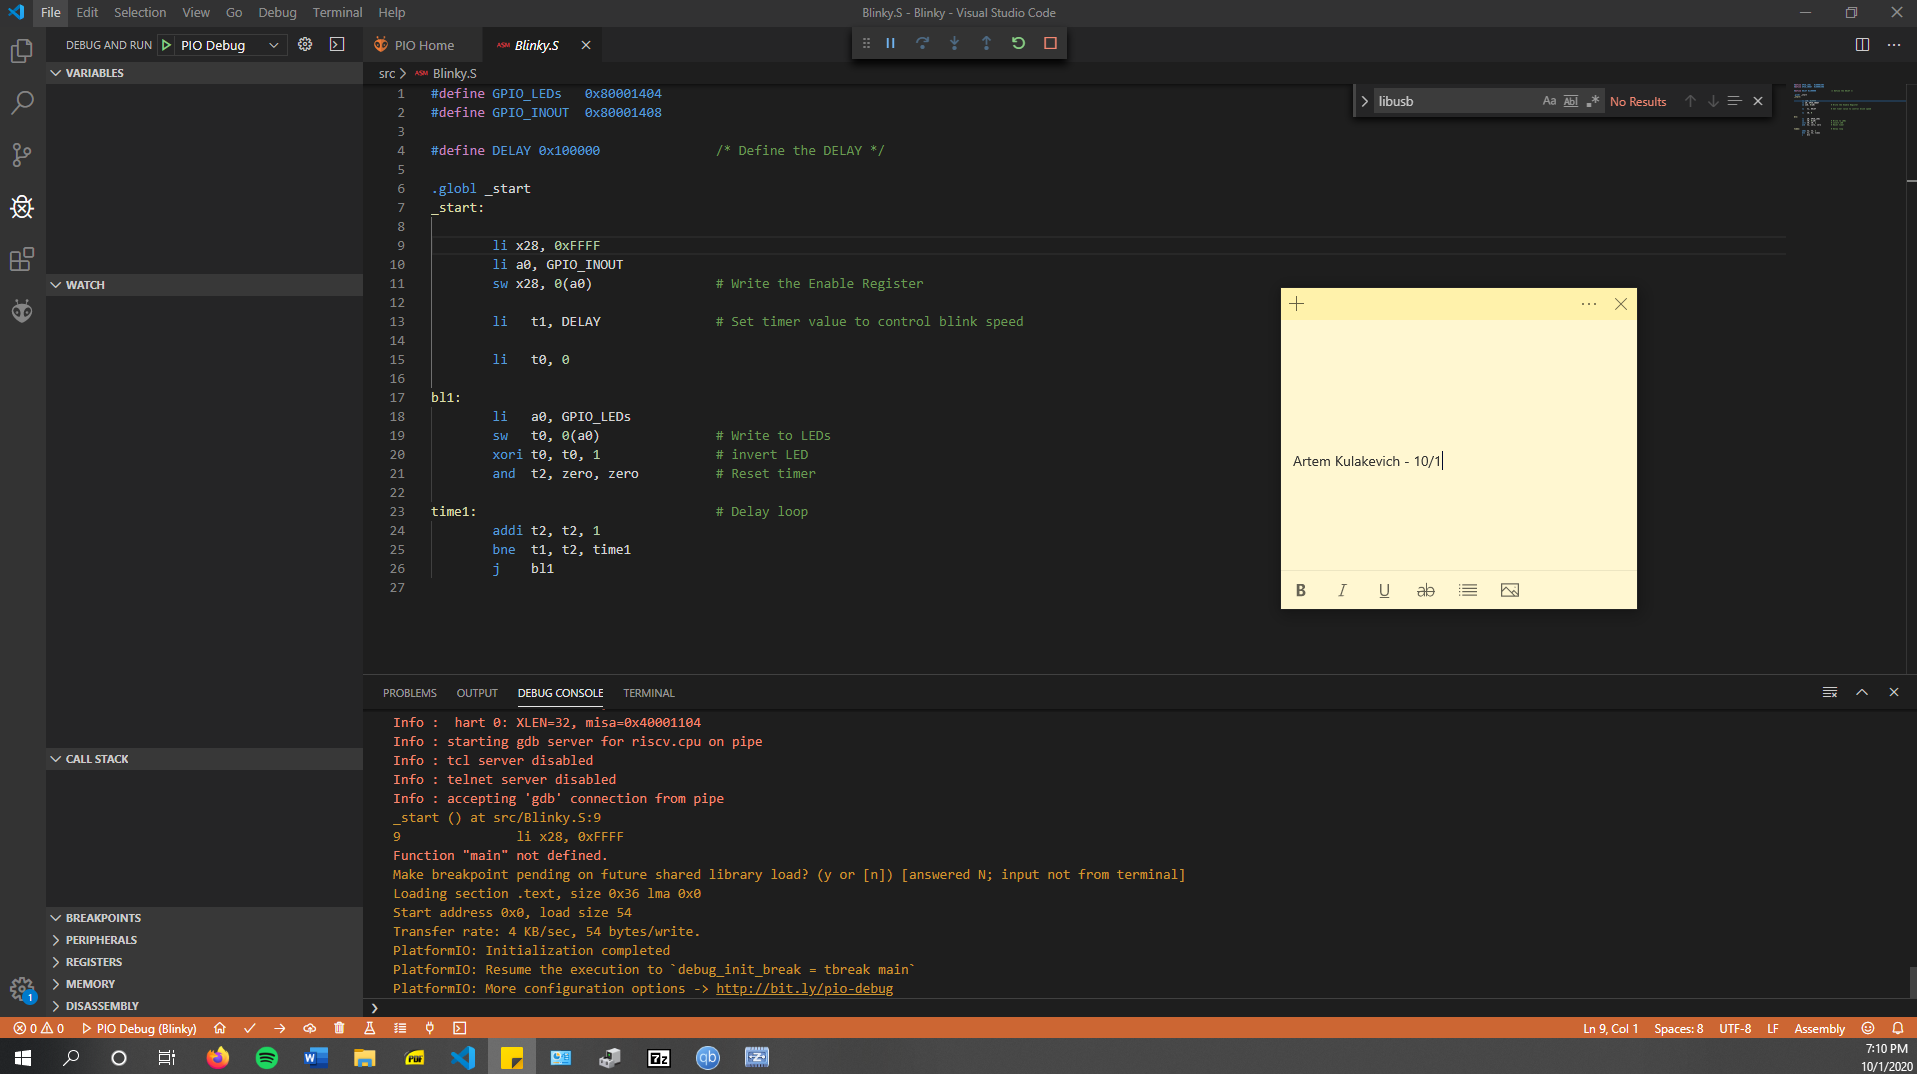 File Edit Selection View Go Debug Terminal Help
Blinky.S - Blinky - Visual Studio Code
DEBUG AND RUN PIO Debug
PIO Home
ASM Blinky.S
VARIABLES
src > ASM Blinky.S
libusb Aa Abl .* No Results
1 #define GPIO_LEDs 0x80001404
2 #define GPIO_INOUT 0x80001408
3
4 #define DELAY 0x100000 /* Define the DELAY */
5
6 .globl _start
7 _start:
8
9 li x28, 0xFFFF
10 li a0, GPIO_INOUT
11 sw x28, 0(a0) # Write the Enable Register
12
13 li t1, DELAY # Set timer value to control blink speed
14
15 li t0, 0
16
17 bl1:
18 li a0, GPIO_LEDs
19 sw t0, 0(a0) # Write to LEDs
20 xori t0, t0, 1 # invert LED
21 and t2, zero, zero # Reset timer
22
23 time1: # Delay loop
24 addi t2, t2, 1
25 bne t1, t2, time1
26 j bl1
27
WATCH
Artem Kulakevich - 10/1
B I U ab
CALL STACK
BREAKPOINTS
PERIPHERALS
REGISTERS
MEMORY
DISASSEMBLY
1
PROBLEMS OUTPUT DEBUG CONSOLE TERMINAL
Info :  hart 0: XLEN=32, misa=0x40001104
Info : starting gdb server for riscv.cpu on pipe
Info : tcl server disabled
Info : telnet server disabled
Info : accepting 'gdb' connection from pipe
_start () at src/Blinky.S:9
9 li x28, 0xFFFF
Function "main" not defined.
Make breakpoint pending on future shared library load? (y or [n]) [answered N; input not from terminal]
Loading section .text, size 0x36 lma 0x0
Start address 0x0, load size 54
Transfer rate: 4 KB/sec, 54 bytes/write.
PlatformIO: Initialization completed
PlatformIO: Resume the execution to `debug_init_break = tbreak main`
PlatformIO: More configuration options -> http://bit.ly/pio-debug
0 0 PIO Debug (Blinky)
Ln 9, Col 1 Spaces: 8 UTF-8 LF Assembly
W PDF 7z qb
7:10 PM
10/1/2020